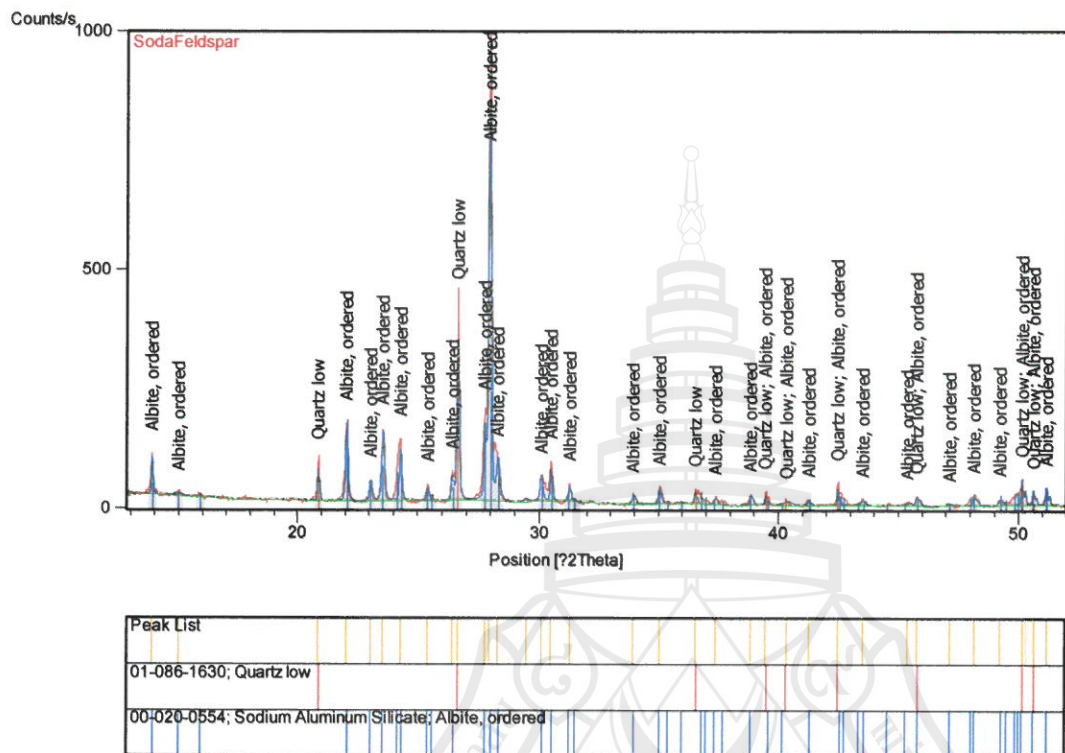 Counts/s
1000
SodaFeldspar
500
0
Albite, ordered
Albite, ordered
Quartz low
Albite, ordered
Albite, ordered
Albite, ordered
Albite, ordered
Albite, ordered
Albite, ordered
Quartz low
Albite, ordered
Albite, ordered
Albite, ordered
Albite, ordered
Albite, ordered
Albite, ordered
Albite, ordered
Albite, ordered
Quartz low
Albite, ordered
Albite, ordered
Quartz low; Albite, ordered
Quartz low; Albite, ordered
Albite, ordered
Quartz low; Albite, ordered
Albite, ordered
Albite, ordered
Quartz low; Albite, ordered
Albite, ordered
Albite, ordered
Albite, ordered
Quartz low; Albite, ordered
Quartz low; Albite, ordered
Albite, ordered
20
30
40
50
Position [?2Theta]
Peak List
01-086-1630; Quartz low
00-020-0554; Sodium Aluminum Silicate; Albite, ordered